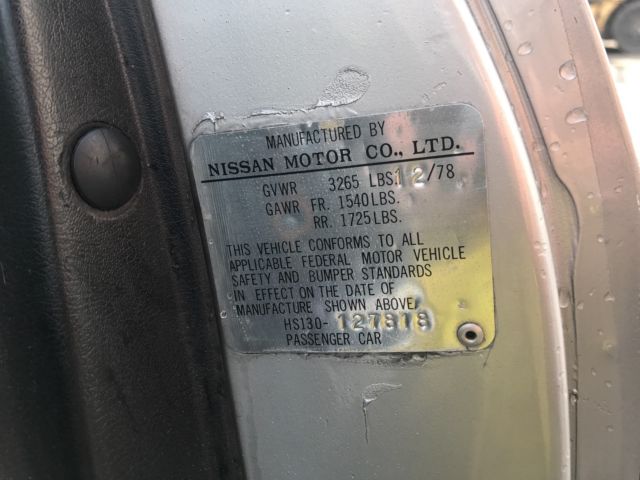 MANUFACTURED BY
NISSAN MOTOR CO., LTD.
GVWR 3265 LBS. 12/78
GAWR FR. 1540 LBS.
RR. 1725 LBS.
THIS VEHICLE CONFORMS TO ALL
APPLICABLE FEDERAL MOTOR VEHICLE
SAFETY AND BUMPER STANDARDS
IN EFFECT ON THE DATE OF
MANUFACTURE SHOWN ABOVE.
HS130-127818
PASSENGER CAR